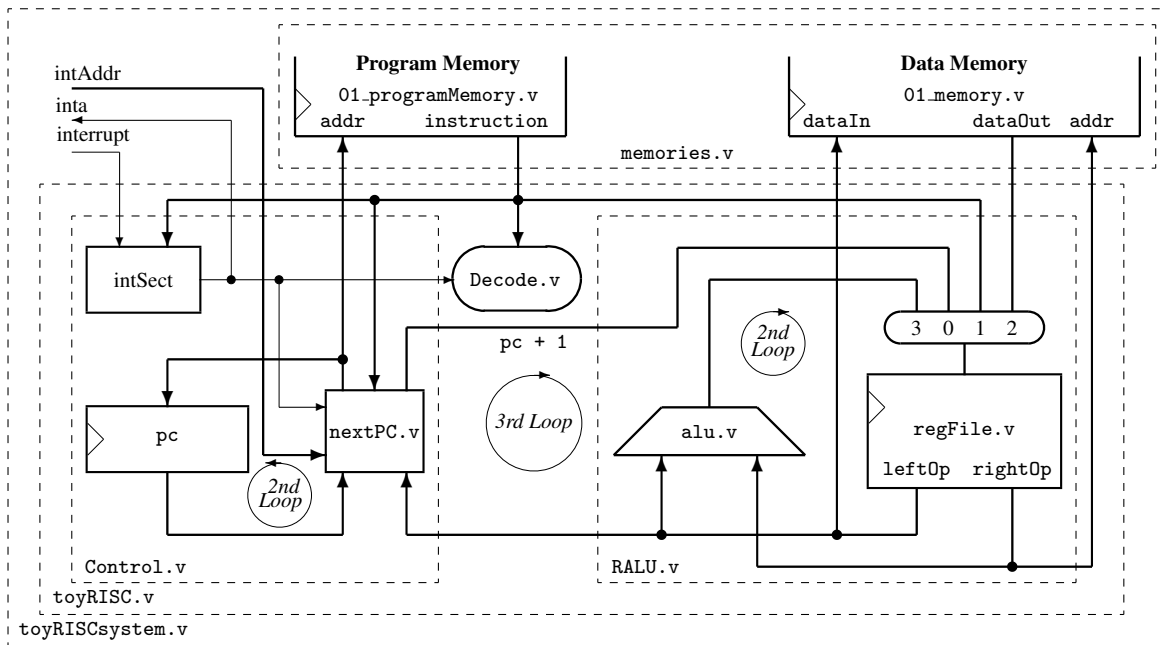 Program Memory
Data Memory
intAddr
01_programMemory.v
01_memory.v
inta
addr
instruction
dataIn
dataOut
addr
interrupt
memories.v
intSect
Decode.v
3 0 1 2
2nd
Loop
pc + 1
3rd Loop
pc
nextPC.v
alu.v
regFile.v
leftOp rightOp
2nd
Loop
Control.v
RALU.v
toyRISC.v
toyRISCsystem.v